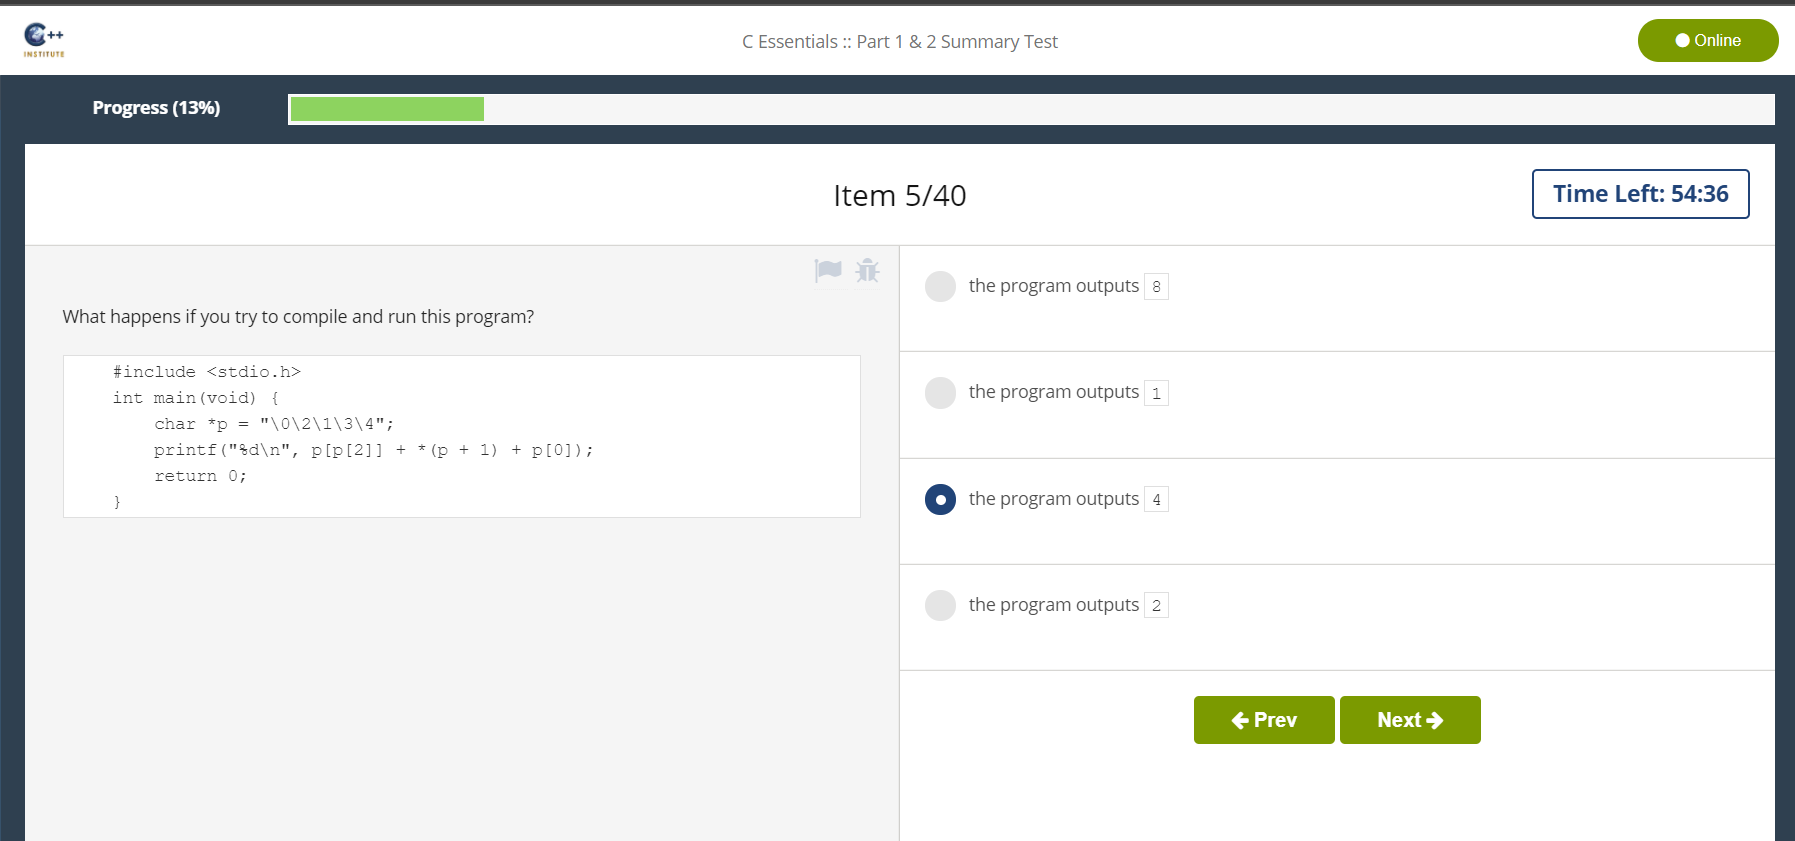 C++
INSTITUTE
C Essentials :: Part 1 & 2 Summary Test
Online
Progress (13%)
Item 5/40
Time Left: 54:36
What happens if you try to compile and run this program?
#include <stdio.h>
int main(void) {
    char *p = "\0\2\1\3\4";
    printf("%d\n", p[p[2]] + *(p + 1) + p[0]);
    return 0;
}
the program outputs 8
the program outputs 1
the program outputs 4
the program outputs 2
Prev
Next